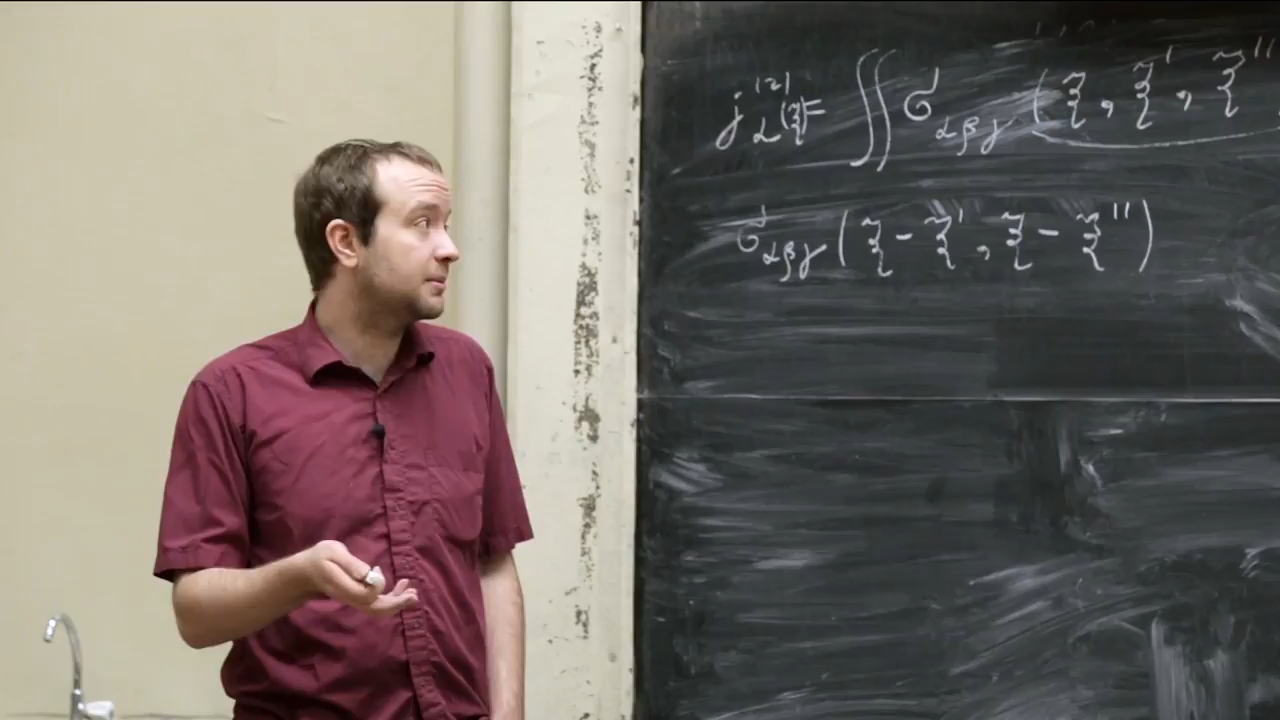 j_α^(2)(ξ̃) = ∬ σ_αβγ (ξ̃, ξ̃', ξ̃''
σ_αβγ (ξ̃ - ξ̃', ξ̃ - ξ̃'')